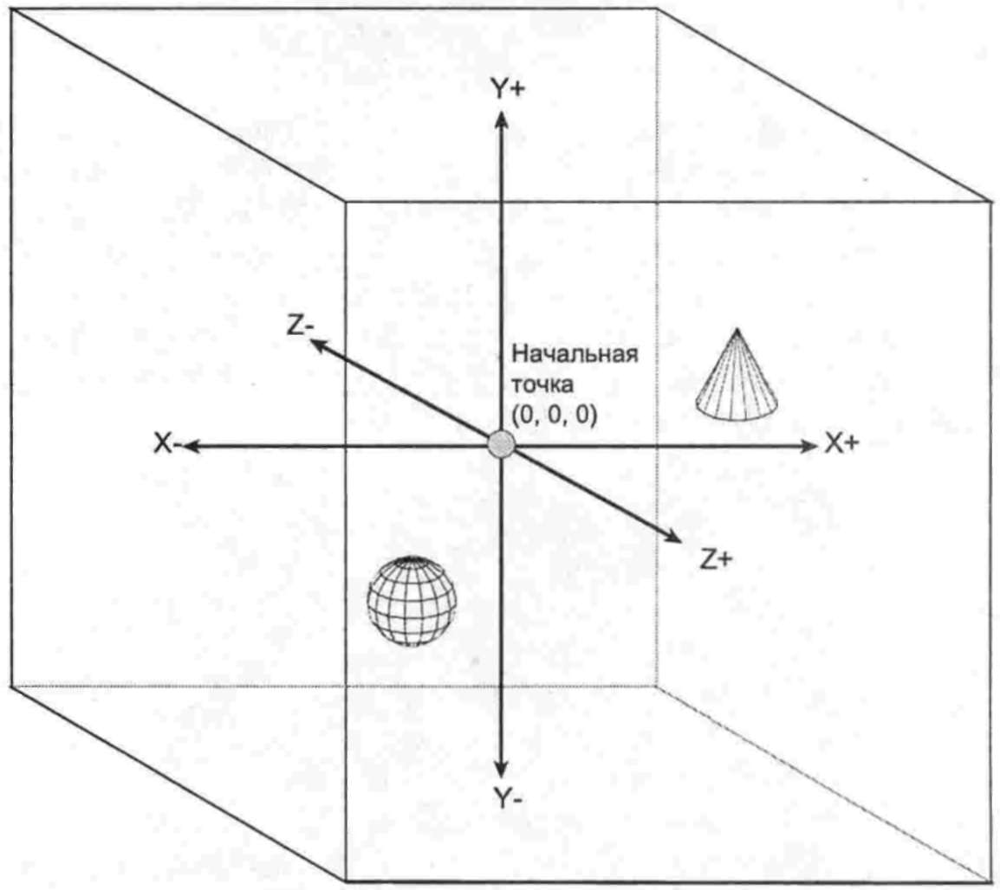 Y+
Z-
Начальная
точка
(0, 0, 0)
X-
X+
Z+
Y-